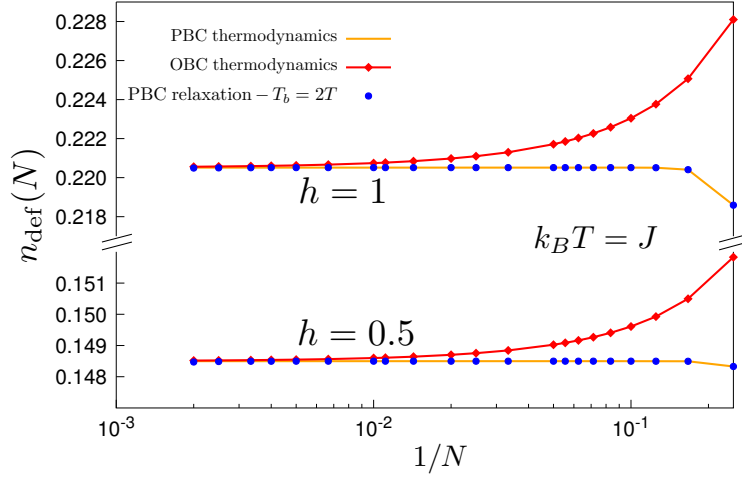 n_def(N)
0.228
0.226
0.224
0.222
0.220
0.218
0.151
0.150
0.149
0.148
PBC thermodynamics
OBC thermodynamics
PBC relaxation − T_b = 2T
h = 1
k_B T = J
h = 0.5
10^-3
10^-2
10^-1
1/N